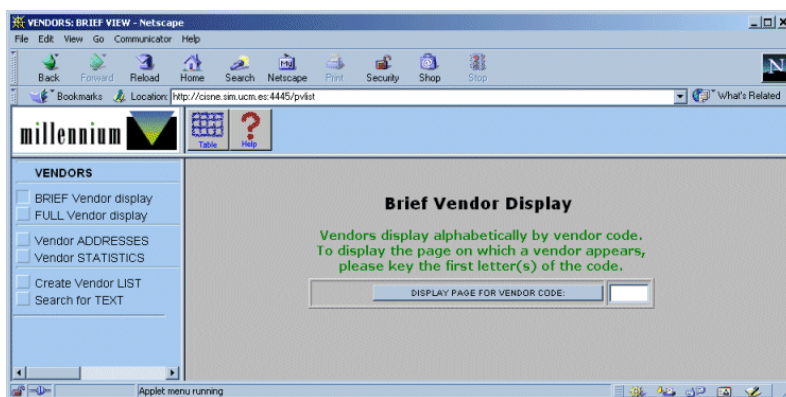 VENDORS: BRIEF VIEW - Netscape
File Edit View Go Communicator Help
Back Forward Reload Home Search Netscape Print Security Shop Stop
Bookmarks Location: http://cisne.sim.ucm.es:4445/pvlist What's Related
millennium
Table Help
VENDORS
BRIEF Vendor display
FULL Vendor display
Vendor ADDRESSES
Vendor STATISTICS
Create Vendor LIST
Search for TEXT
Brief Vendor Display
Vendors display alphabetically by vendor code.
To display the page on which a vendor appears,
please key the first letter(s) of the code.
DISPLAY PAGE FOR VENDOR CODE:
Applet menu running